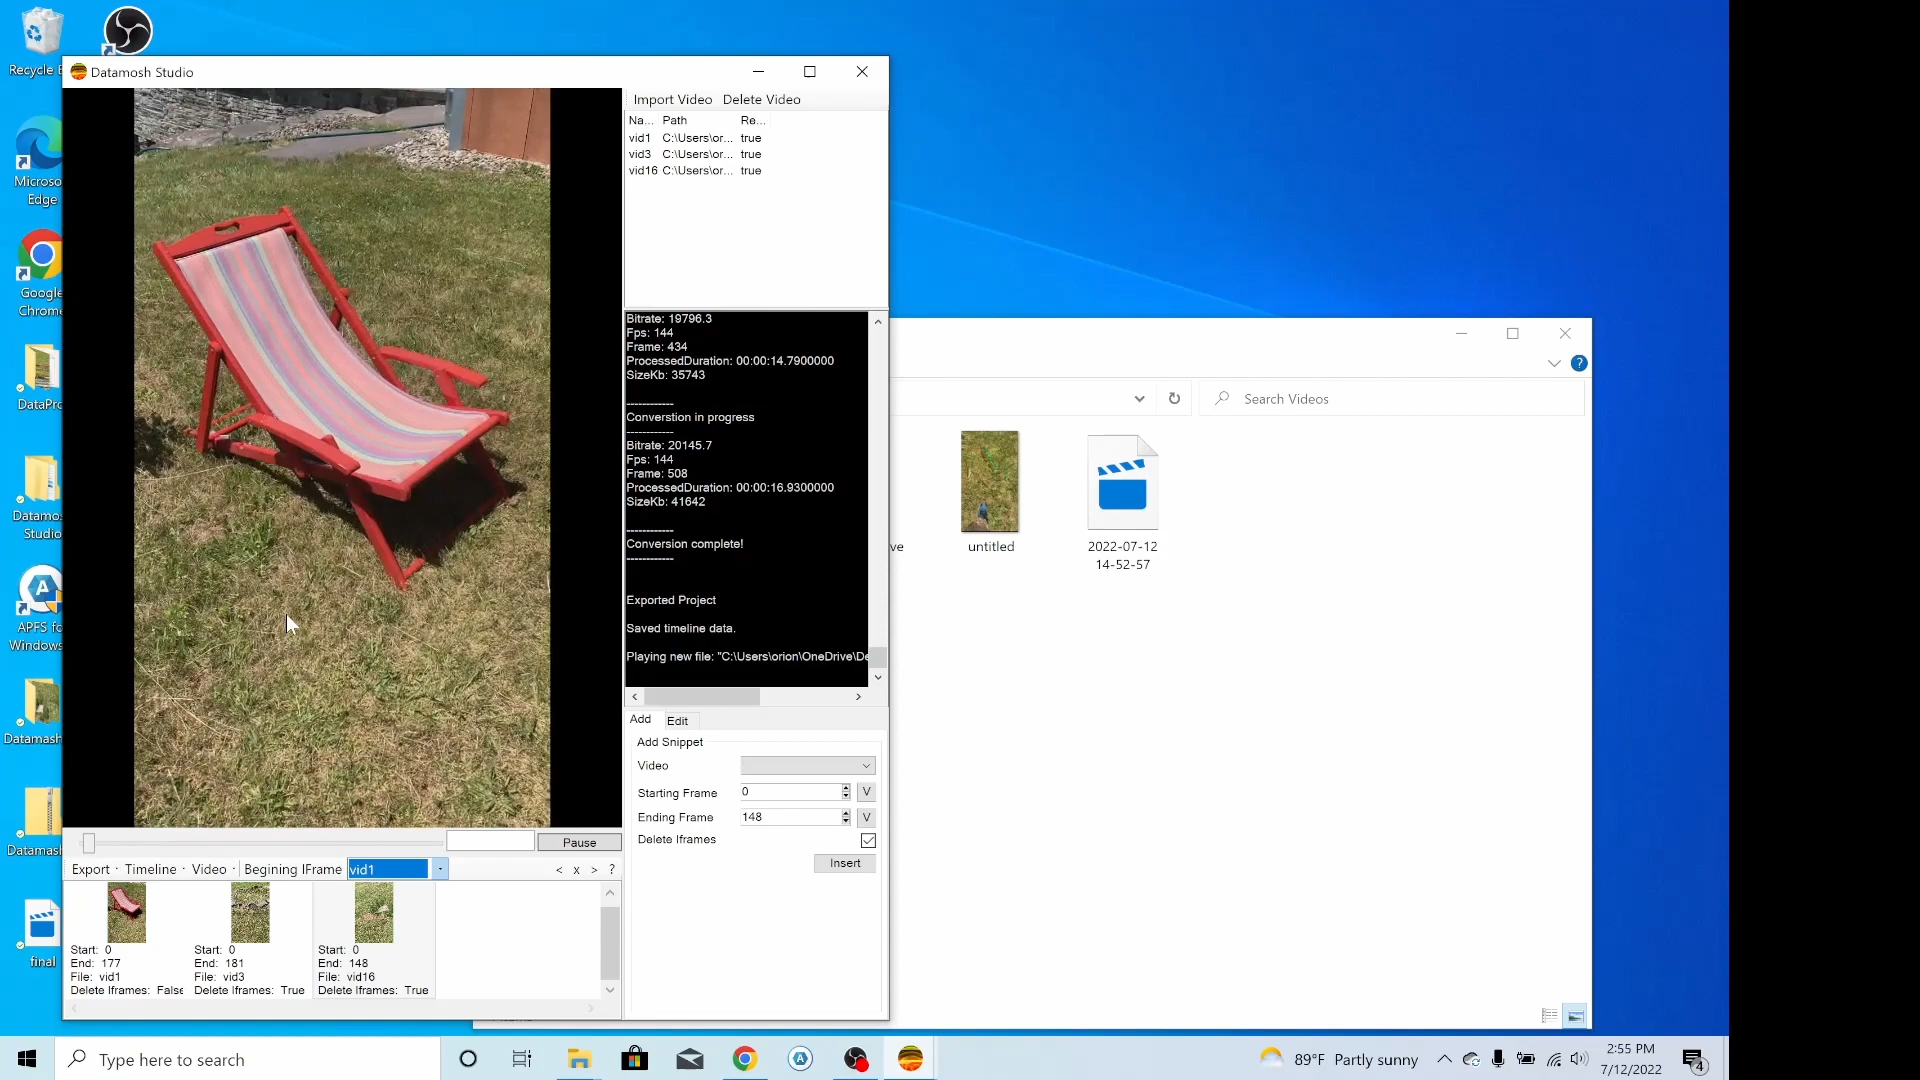 Recycle B
Datamosh Studio
Import Video Delete Video
Na... Path Re...
vid1 C:\Users\or... true
vid3 C:\Users\or... true
vid16 C:\Users\or... true
Microso
Edge
Google
Chrome
DataPro
Datamos
Studio
APFS fo
Windows
Datamash
Datamash
final
Bitrate: 19796.3
Fps: 144
Frame: 434
ProcessedDuration: 00:00:14.7900000
SizeKb: 35743
------------
Converstion in progress
------------
Bitrate: 20145.7
Fps: 144
Frame: 508
ProcessedDuration: 00:00:16.9300000
SizeKb: 41642
------------
Conversion complete!
------------
Exported Project
Saved timeline data.
Playing new file: "C:\Users\orion\OneDrive\De
Add Edit
Add Snippet
Video
Starting Frame 0 V
Ending Frame 148 V
Delete Iframes
Insert
Pause
Export · Timeline · Video · Begining IFrame vid1 < x > ?
Start: 0
End: 177
File: vid1
Delete Iframes: False
Start: 0
End: 181
File: vid3
Delete Iframes: True
Start: 0
End: 148
File: vid16
Delete Iframes: True
?
Search Videos
ve
untitled
2022-07-12
14-52-57
Type here to search
89°F Partly sunny
2:55 PM
7/12/2022
4